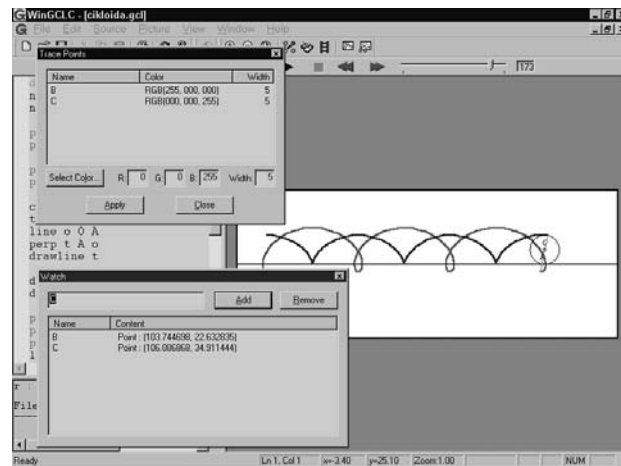 WinGCLC - [cikloida.gcl]
File Edit Source Picture View Window Help
Trace Points
Name Color Width
B RGB(255, 000, 000) 5
C RGB(000, 000, 255) 5
Select Color... R: 0 G: 0 B: 255 Width: 5
Apply Close
173
line o O A
perp t A o
drawline t
Watch
C
Add Remove
Name Content
B Point : (103.744698, 22.632835)
C Point : (106.086868, 34.911444)
File
Ready Ln 1, Col 1 x=-3.40 y=25.10 Zoom:1.00 NUM